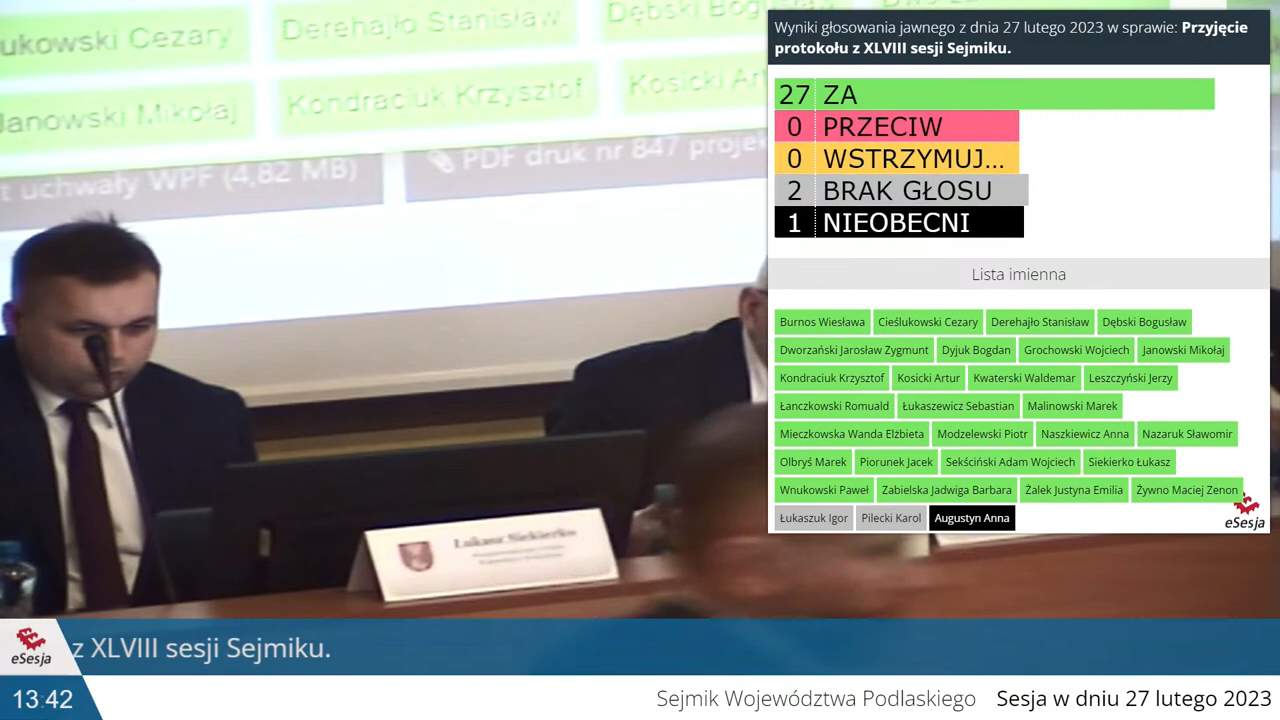 ukowski Cezary
Derehajło Stanisław
Dębski Bogus
Janowski Mikołaj
Kondraciuk Krzysztof
Kosicki Art
t uchwały WPF (4,82 MB)
PDF druk nr 847 projek
Wyniki głosowania jawnego z dnia 27 lutego 2023 w sprawie: Przyjęcie
protokołu z XLVIII sesji Sejmiku.
27 ZA
0 PRZECIW
0 WSTRZYMUJ...
2 BRAK GŁOSU
1 NIEOBECNI
Lista imienna
Burnos Wiesława Cieślukowski Cezary Derehajło Stanisław Dębski Bogusław
Dworzański Jarosław Zygmunt Dyjuk Bogdan Grochowski Wojciech Janowski Mikołaj
Kondraciuk Krzysztof Kosicki Artur Kwaterski Waldemar Leszczyński Jerzy
Łanczkowski Romuald Łukaszewicz Sebastian Malinowski Marek
Mieczkowska Wanda Elżbieta Modzelewski Piotr Naszkiewicz Anna Nazaruk Sławomir
Olbryś Marek Piorunek Jacek Sekściński Adam Wojciech Siekierko Łukasz
Wnukowski Paweł Zabielska Jadwiga Barbara Żalek Justyna Emilia Żywno Maciej Zenon
Łukaszuk Igor Pilecki Karol Augustyn Anna
eSesja
Łukasz Siekierko
eSesja
z XLVIII sesji Sejmiku.
13:42
Sejmik Województwa Podlaskiego Sesja w dniu 27 lutego 2023